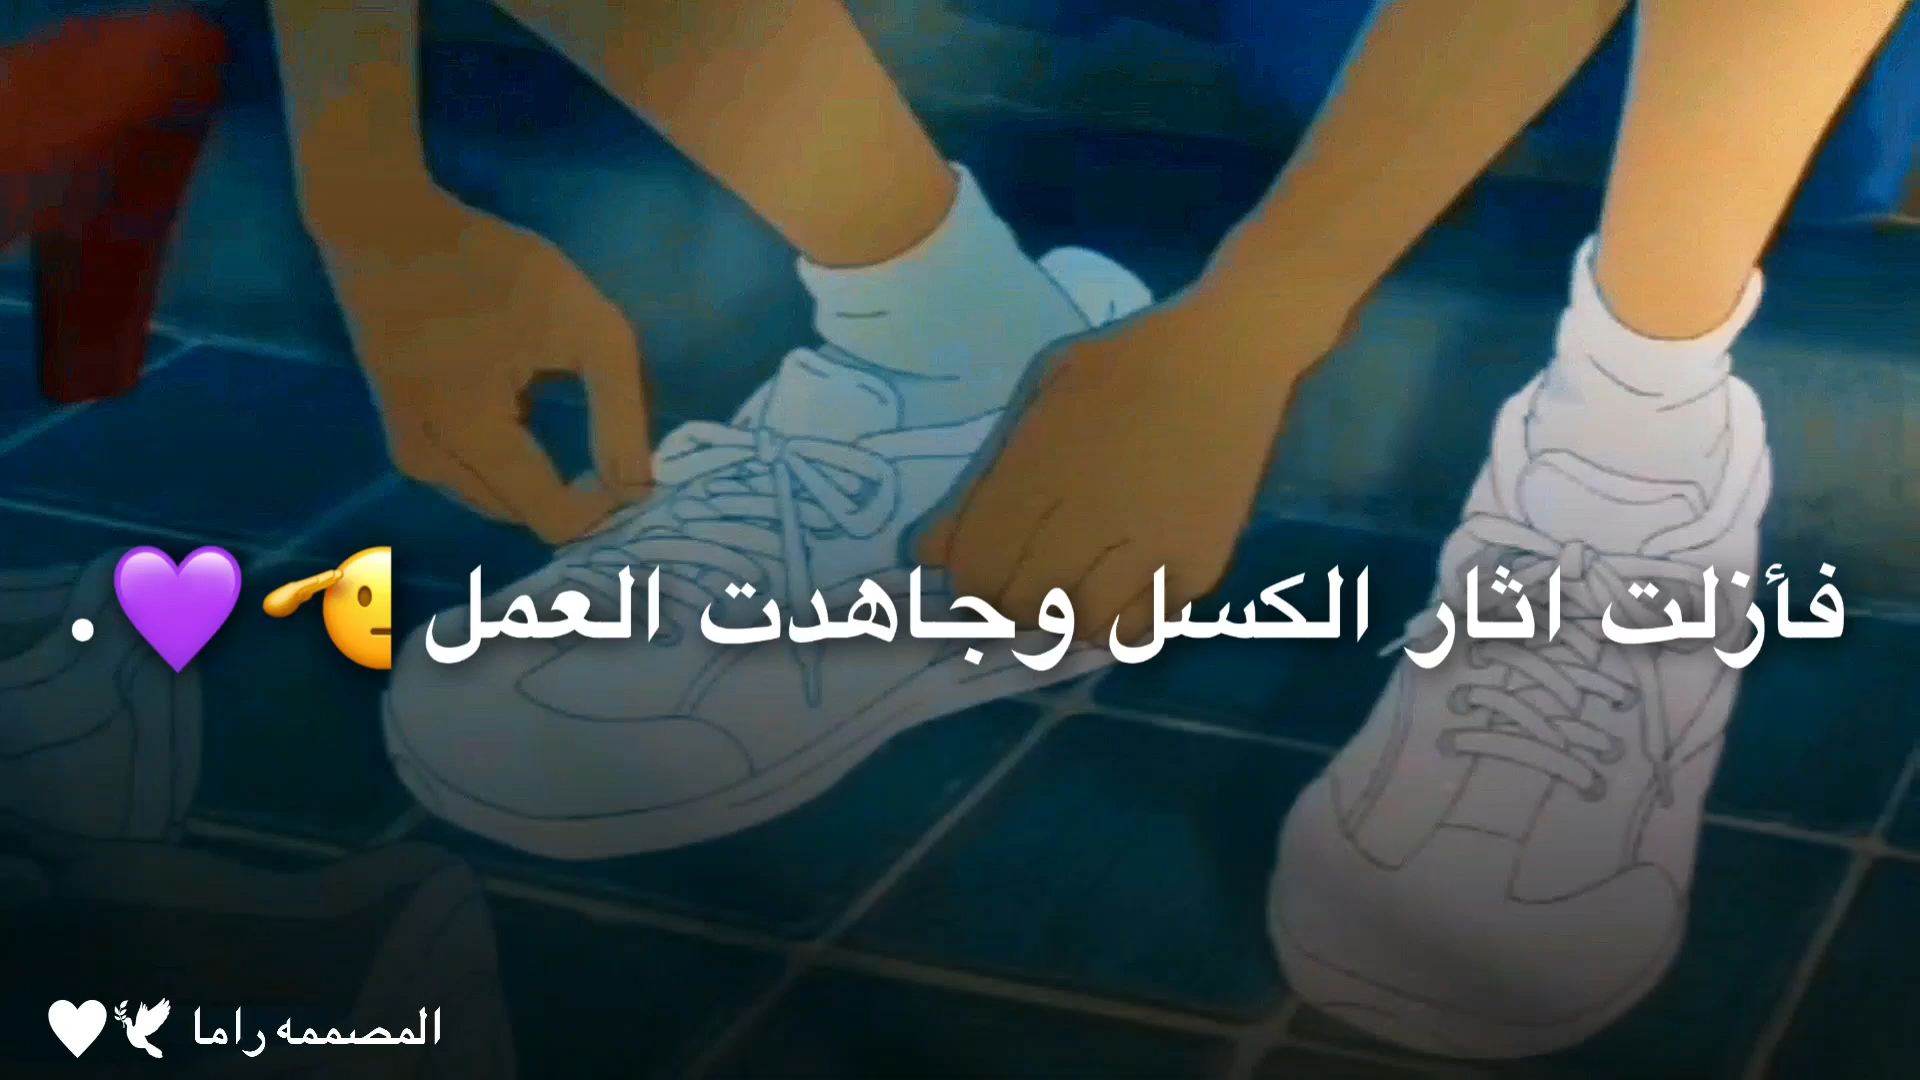 فأزلت اثار الكسل وجاهدت العمل 🫡💜.
المصممه راما 🕊🤍